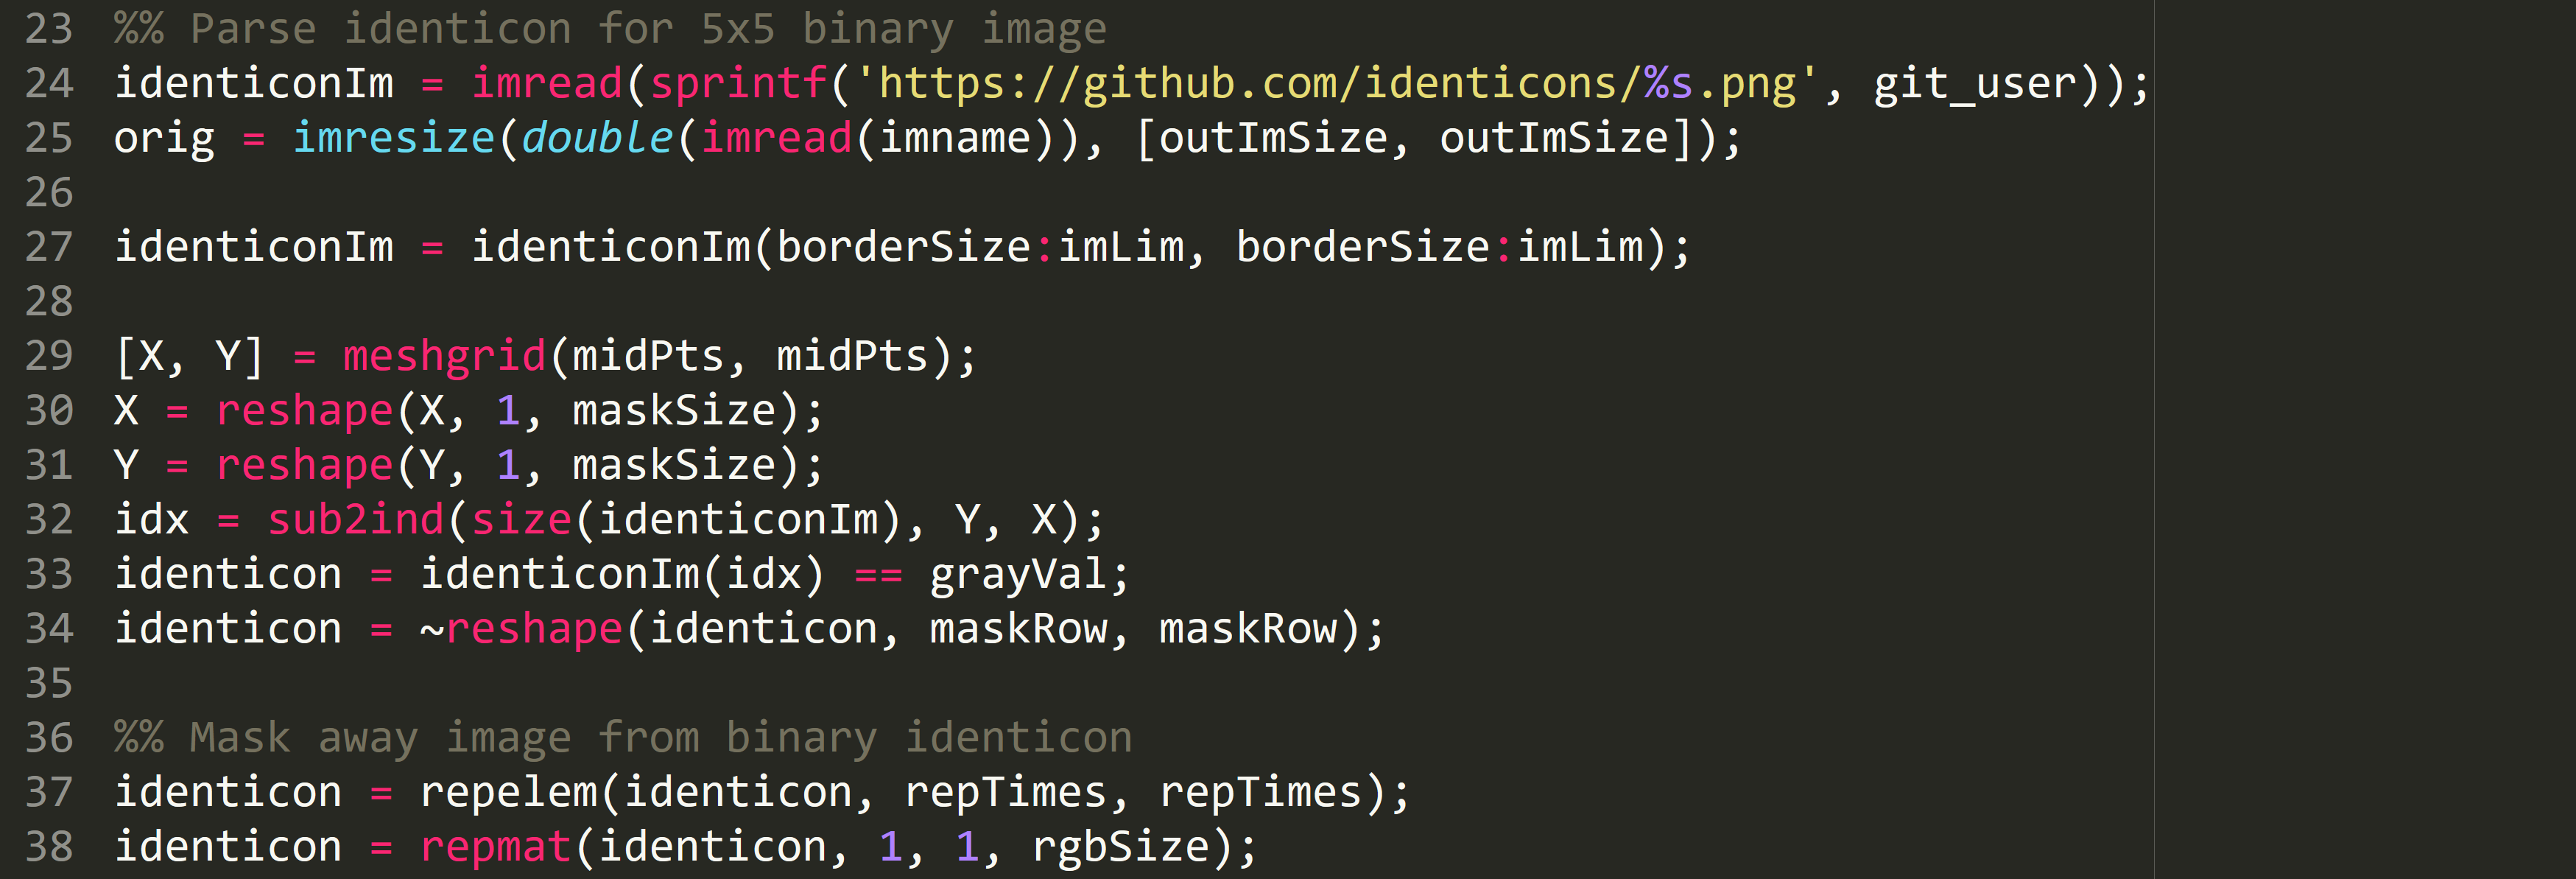 23 %% Parse identicon for 5x5 binary image
24 identiconIm = imread(sprintf('https://github.com/identicons/%s.png', git_user));
25 orig = imresize(double(imread(imname)), [outImSize, outImSize]);
26
27 identiconIm = identiconIm(borderSize:imLim, borderSize:imLim);
28
29 [X, Y] = meshgrid(midPts, midPts);
30 X = reshape(X, 1, maskSize);
31 Y = reshape(Y, 1, maskSize);
32 idx = sub2ind(size(identiconIm), Y, X);
33 identicon = identiconIm(idx) == grayVal;
34 identicon = ~reshape(identicon, maskRow, maskRow);
35
36 %% Mask away image from binary identicon
37 identicon = repelem(identicon, repTimes, repTimes);
38 identicon = repmat(identicon, 1, 1, rgbSize);